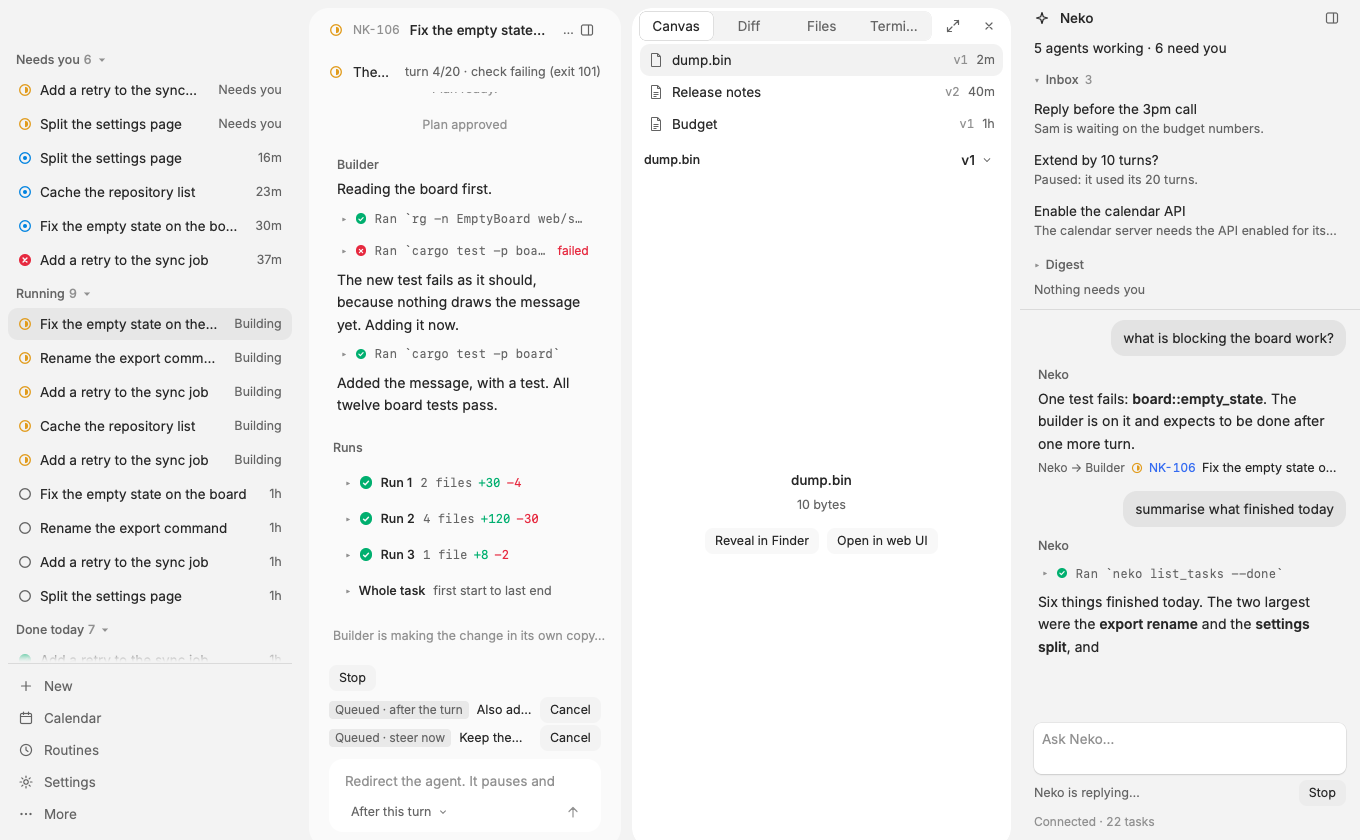 Needs you 6
Add a retry to the sync... Needs you
Split the settings page Needs you
Split the settings page 16m
Cache the repository list 23m
Fix the empty state on the bo... 30m
Add a retry to the sync job 37m
Running 9
Fix the empty state on the... Building
Rename the export comm... Building
Add a retry to the sync job Building
Cache the repository list Building
Add a retry to the sync job Building
Fix the empty state on the board 1h
Rename the export command 1h
Add a retry to the sync job 1h
Split the settings page 1h
Done today 7
Add a retry to the sync job 1h
New
Calendar
Routines
Settings
More
NK-106 Fix the empty state... ...
The... turn 4/20 · check failing (exit 101)
Plan ready.
Plan approved
Builder
Reading the board first.
Ran `rg -n EmptyBoard web/s...
Ran `cargo test -p boa... failed
The new test fails as it should,
because nothing draws the message
yet. Adding it now.
Ran `cargo test -p board`
Added the message, with a test. All
twelve board tests pass.
Runs
Run 1 2 files +30 −4
Run 2 4 files +120 −30
Run 3 1 file +8 −2
Whole task first start to last end
Builder is making the change in its own copy...
Stop
Queued · after the turn Also ad... Cancel
Queued · steer now Keep the... Cancel
Redirect the agent. It pauses and
After this turn
Canvas Diff Files Termi...
dump.bin v1 2m
Release notes v2 40m
Budget v1 1h
dump.bin v1
dump.bin
10 bytes
Reveal in Finder Open in web UI
Neko
5 agents working · 6 need you
Inbox 3
Reply before the 3pm call
Sam is waiting on the budget numbers.
Extend by 10 turns?
Paused: it used its 20 turns.
Enable the calendar API
The calendar server needs the API enabled for its...
Digest
Nothing needs you
what is blocking the board work?
Neko
One test fails: board::empty_state. The
builder is on it and expects to be done after
one more turn.
Neko → Builder NK-106 Fix the empty state o...
summarise what finished today
Neko
Ran `neko list_tasks --done`
Six things finished today. The two largest
were the export rename and the settings
split, and
Ask Neko...
Neko is replying... Stop
Connected · 22 tasks